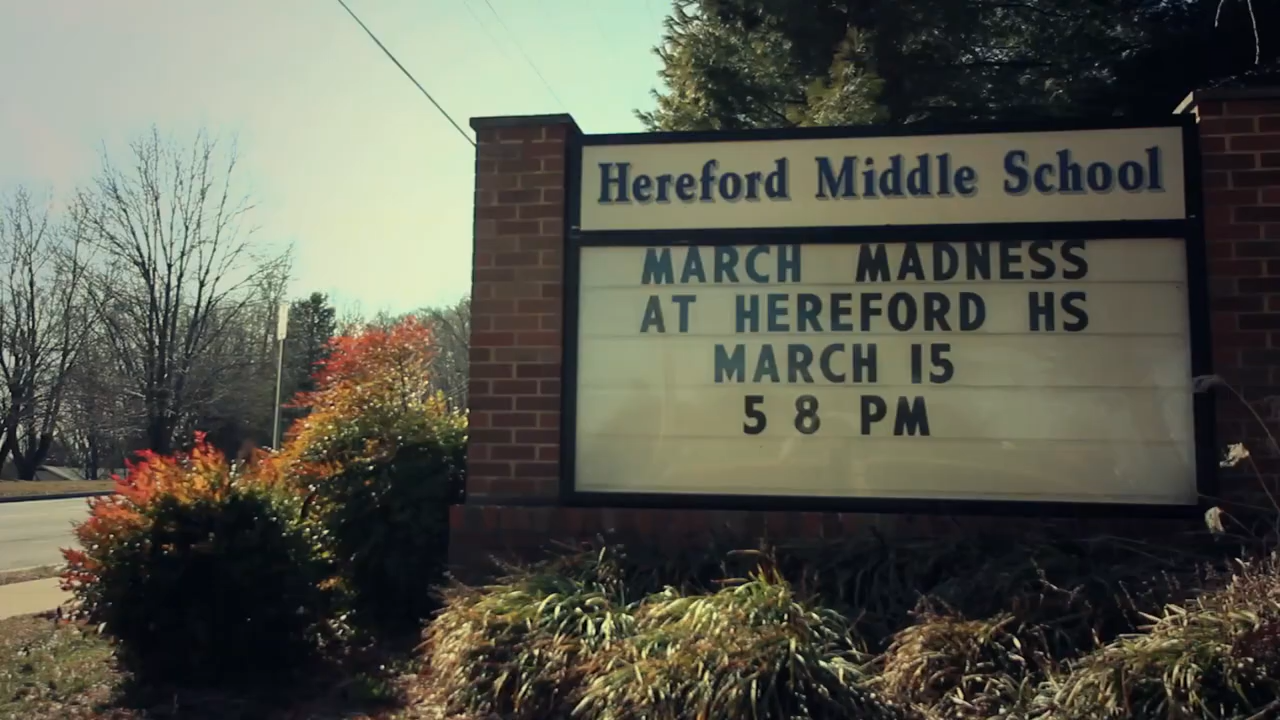 Hereford Middle School
MARCH MADNESS
AT HEREFORD HS
MARCH 15
5 8 PM